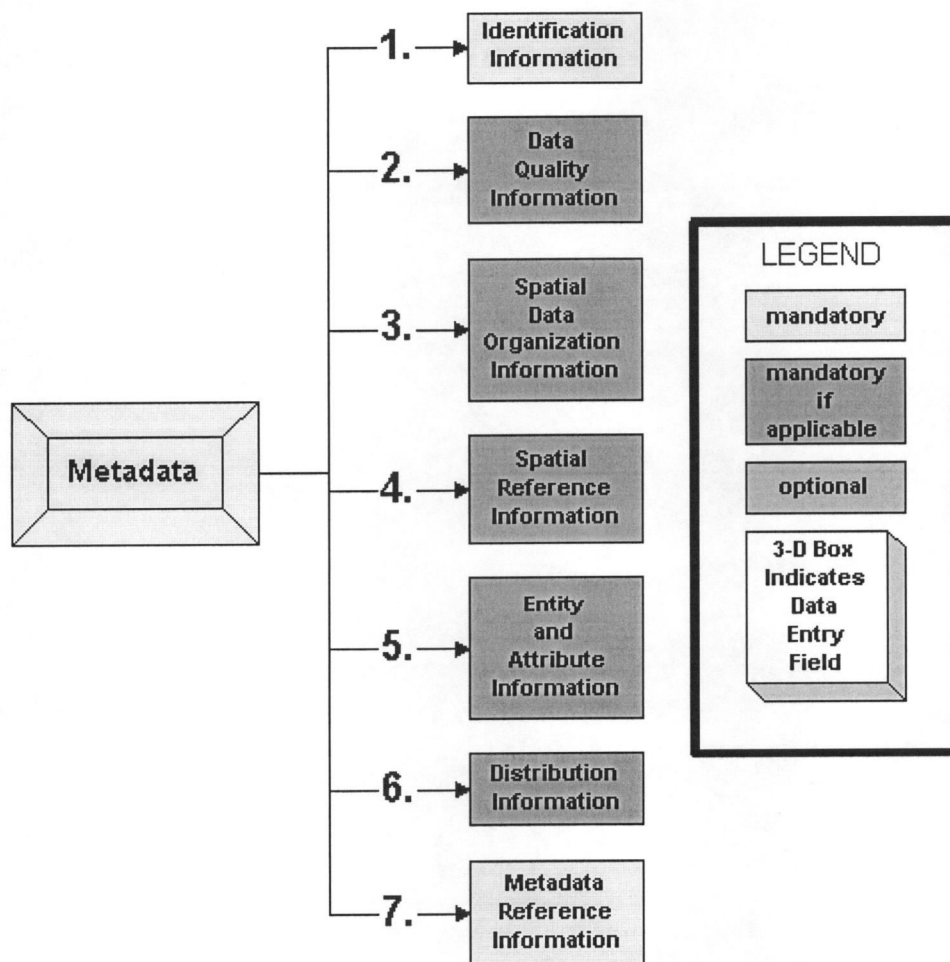 Metadata
1.
Identification
Information
2.
Data
Quality
Information
3.
Spatial
Data
Organization
Information
4.
Spatial
Reference
Information
5.
Entity
and
Attribute
Information
6.
Distribution
Information
7.
Metadata
Reference
Information
LEGEND
mandatory
mandatory
if
applicable
optional
3-D Box
Indicates
Data
Entry
Field